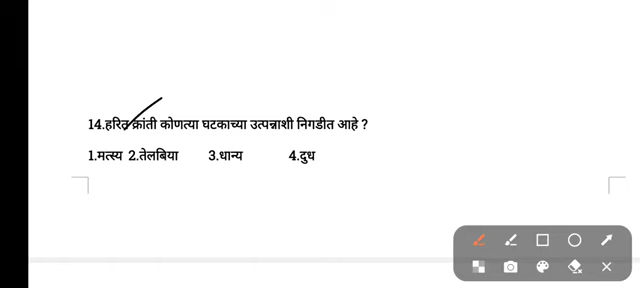 14.हरित क्रांती कोणत्या घटकाच्या उत्पन्नाशी निगडीत आहे ?
1.मत्स्य 2.तेलबिया 3.धान्य 4.दुध